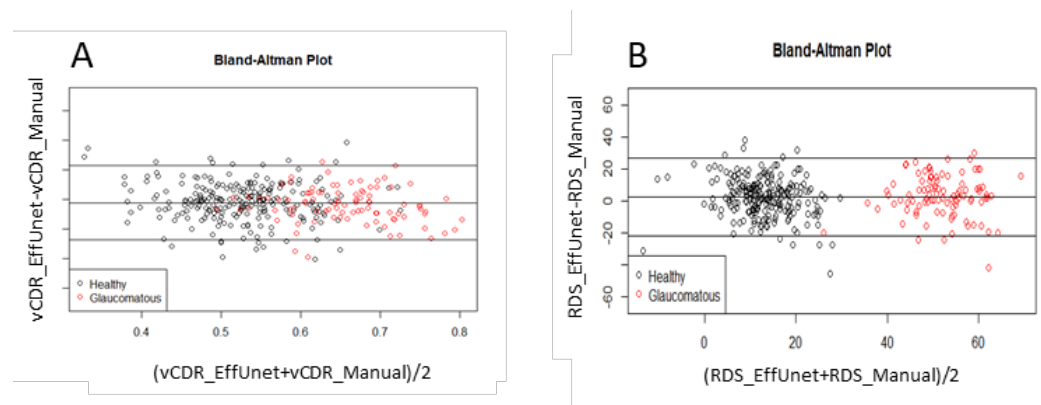 A
Bland-Altman Plot
vCDR_EffUnet-vCDR_Manual
Healthy
Glaucomatous
0.4 0.5 0.6 0.7 0.8
(vCDR_EffUnet+vCDR_Manual)/2
B
Bland-Altman Plot
RDS_EffUnet-RDS_Manual
60
40
20
0
-20
-60
Healthy
Glaucomatous
0 20 40 60
(RDS_EffUnet+RDS_Manual)/2